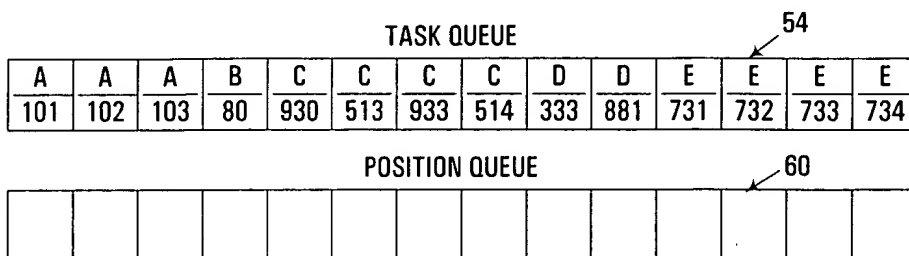 TASK QUEUE
54
A A A B C C C C D D E E E E
101 102 103 80 930 513 933 514 333 881 731 732 733 734
POSITION QUEUE
60